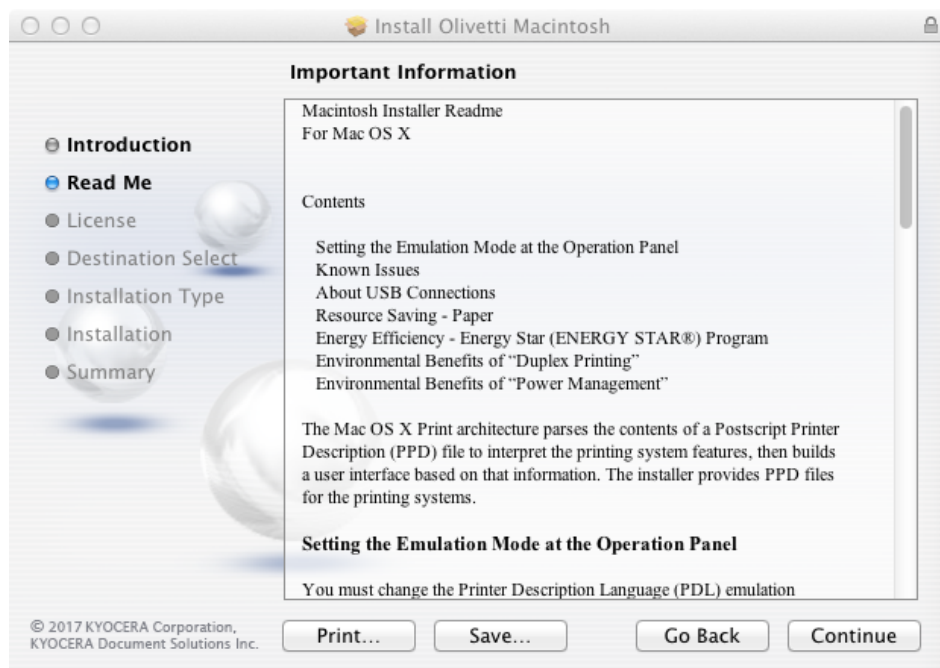 Install Olivetti Macintosh
Important Information
Introduction
Read Me
License
Destination Select
Installation Type
Installation
Summary
Macintosh Installer Readme
For Mac OS X
Contents
Setting the Emulation Mode at the Operation Panel
Known Issues
About USB Connections
Resource Saving - Paper
Energy Efficiency - Energy Star (ENERGY STAR®) Program
Environmental Benefits of “Duplex Printing”
Environmental Benefits of “Power Management”
The Mac OS X Print architecture parses the contents of a Postscript Printer
Description (PPD) file to interpret the printing system features, then builds
a user interface based on that information. The installer provides PPD files
for the printing systems.
Setting the Emulation Mode at the Operation Panel
You must change the Printer Description Language (PDL) emulation
© 2017 KYOCERA Corporation,
KYOCERA Document Solutions Inc.
Print...
Save...
Go Back
Continue